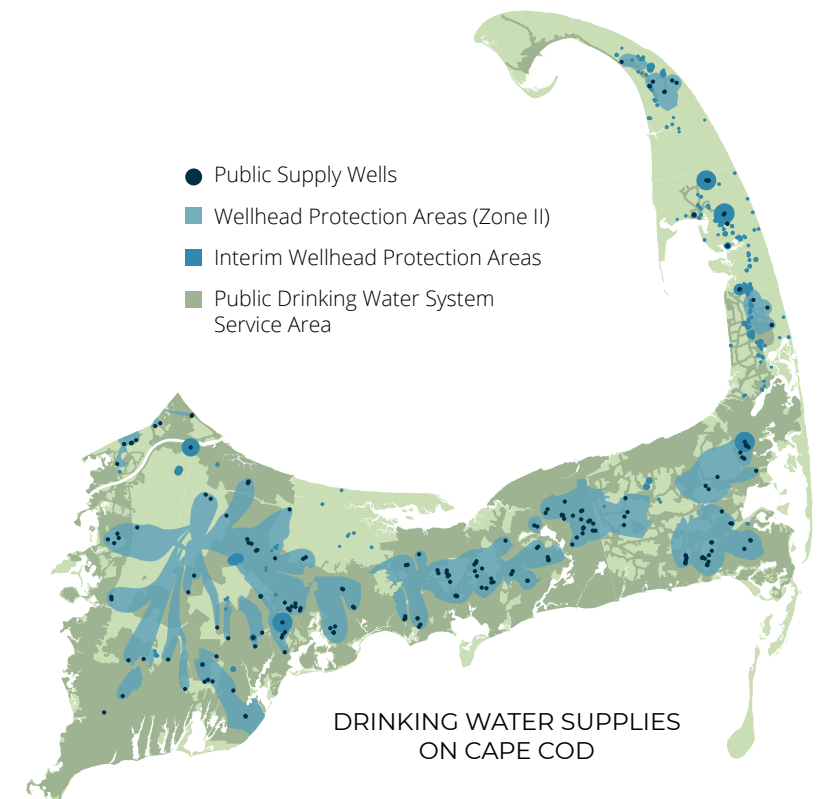 Public Supply Wells
Wellhead Protection Areas (Zone II)
Interim Wellhead Protection Areas
Public Drinking Water System
Service Area
DRINKING WATER SUPPLIES
ON CAPE COD